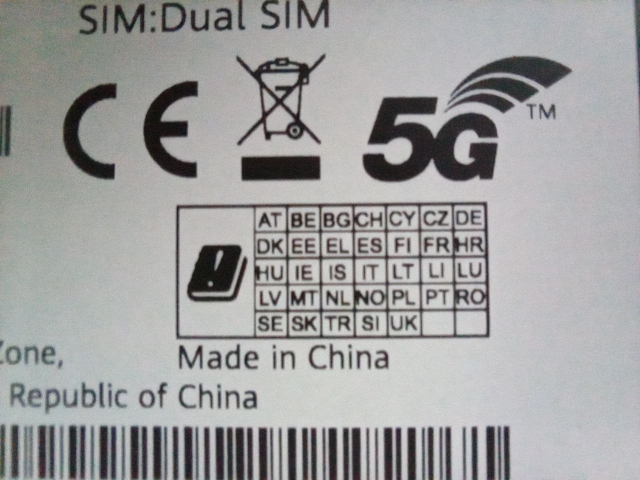 SIM:Dual SIM
CE
5G TM
AT BE BG CH CY CZ DE
DK EE EL ES FI FR HR
HU IE IS IT LT LI LU
LV MT NL NO PL PT RO
SE SK TR SI UK
Zone,
Made in China
Republic of China